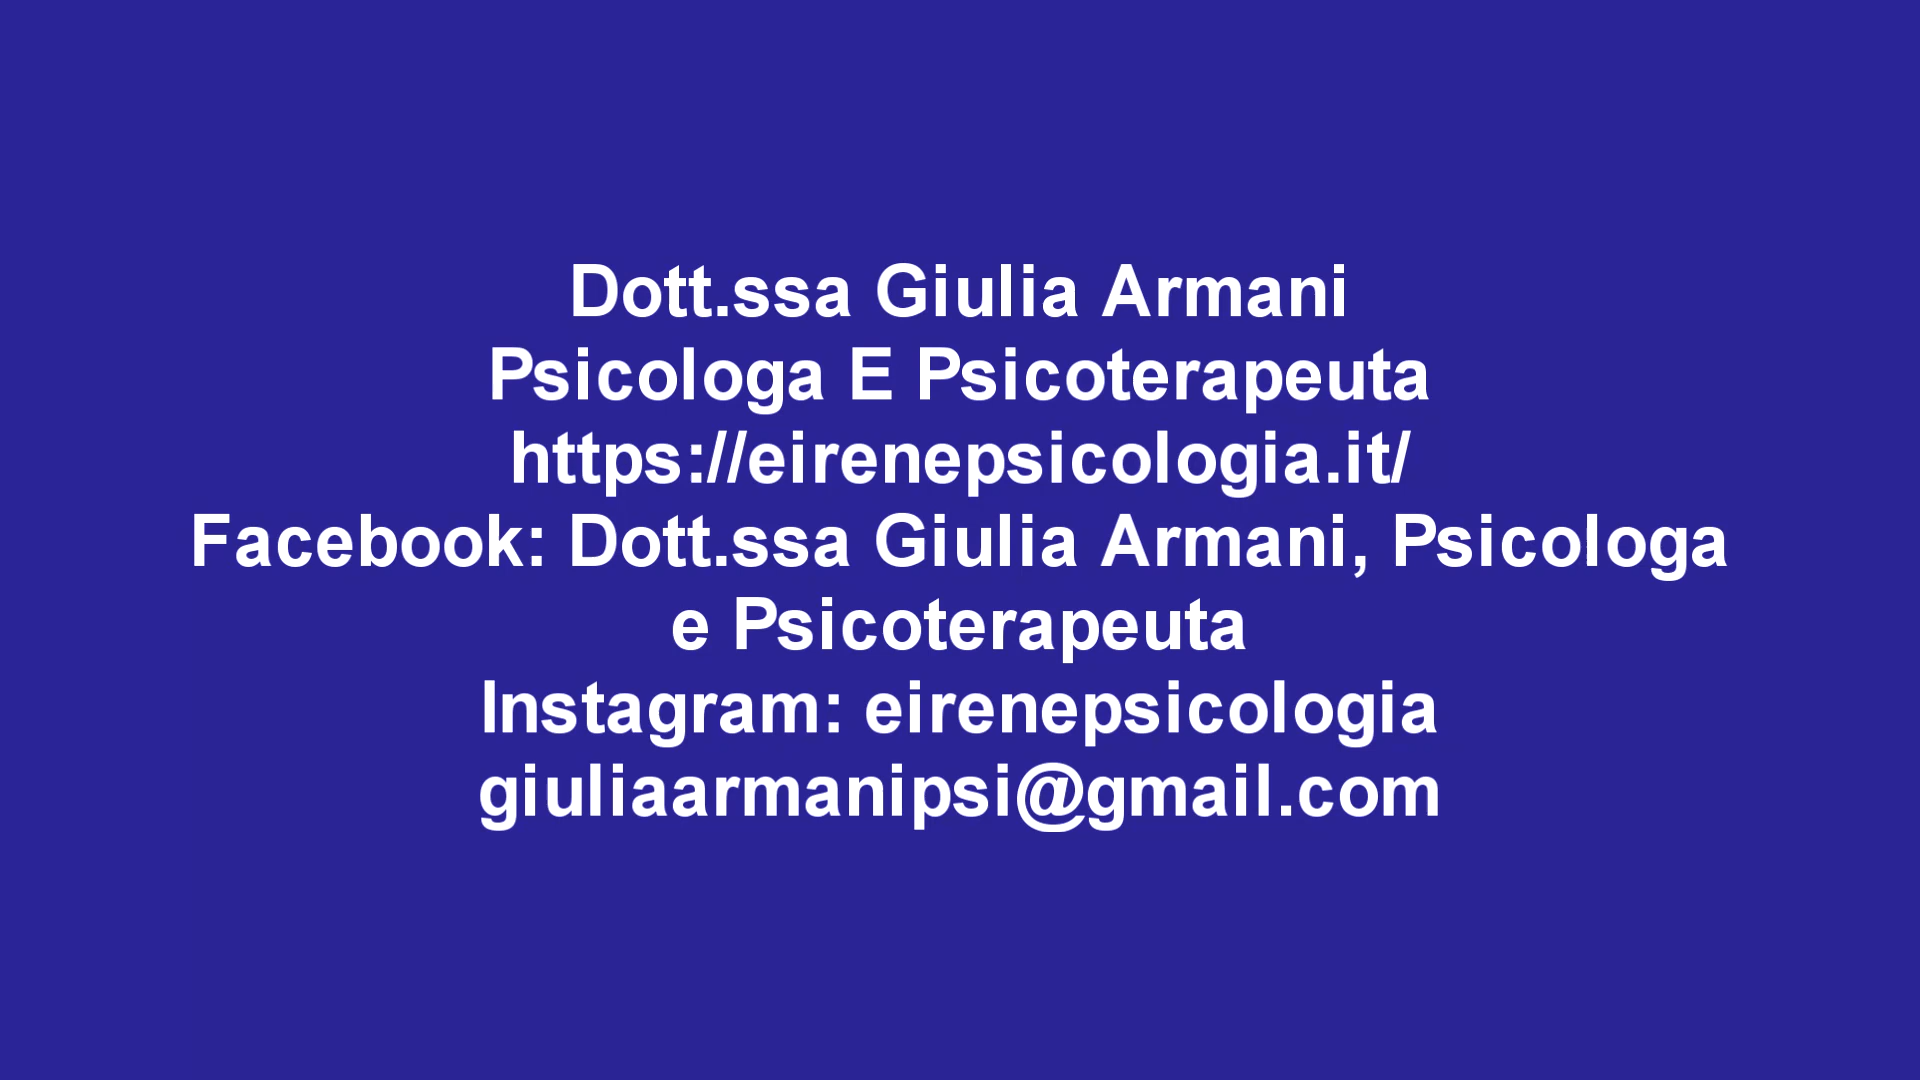 Dott.ssa Giulia Armani
Psicologa E Psicoterapeuta
https://eirenepsicologia.it/
Facebook: Dott.ssa Giulia Armani, Psicologa
e Psicoterapeuta
Instagram: eirenepsicologia
giuliaarmanipsi@gmail.com